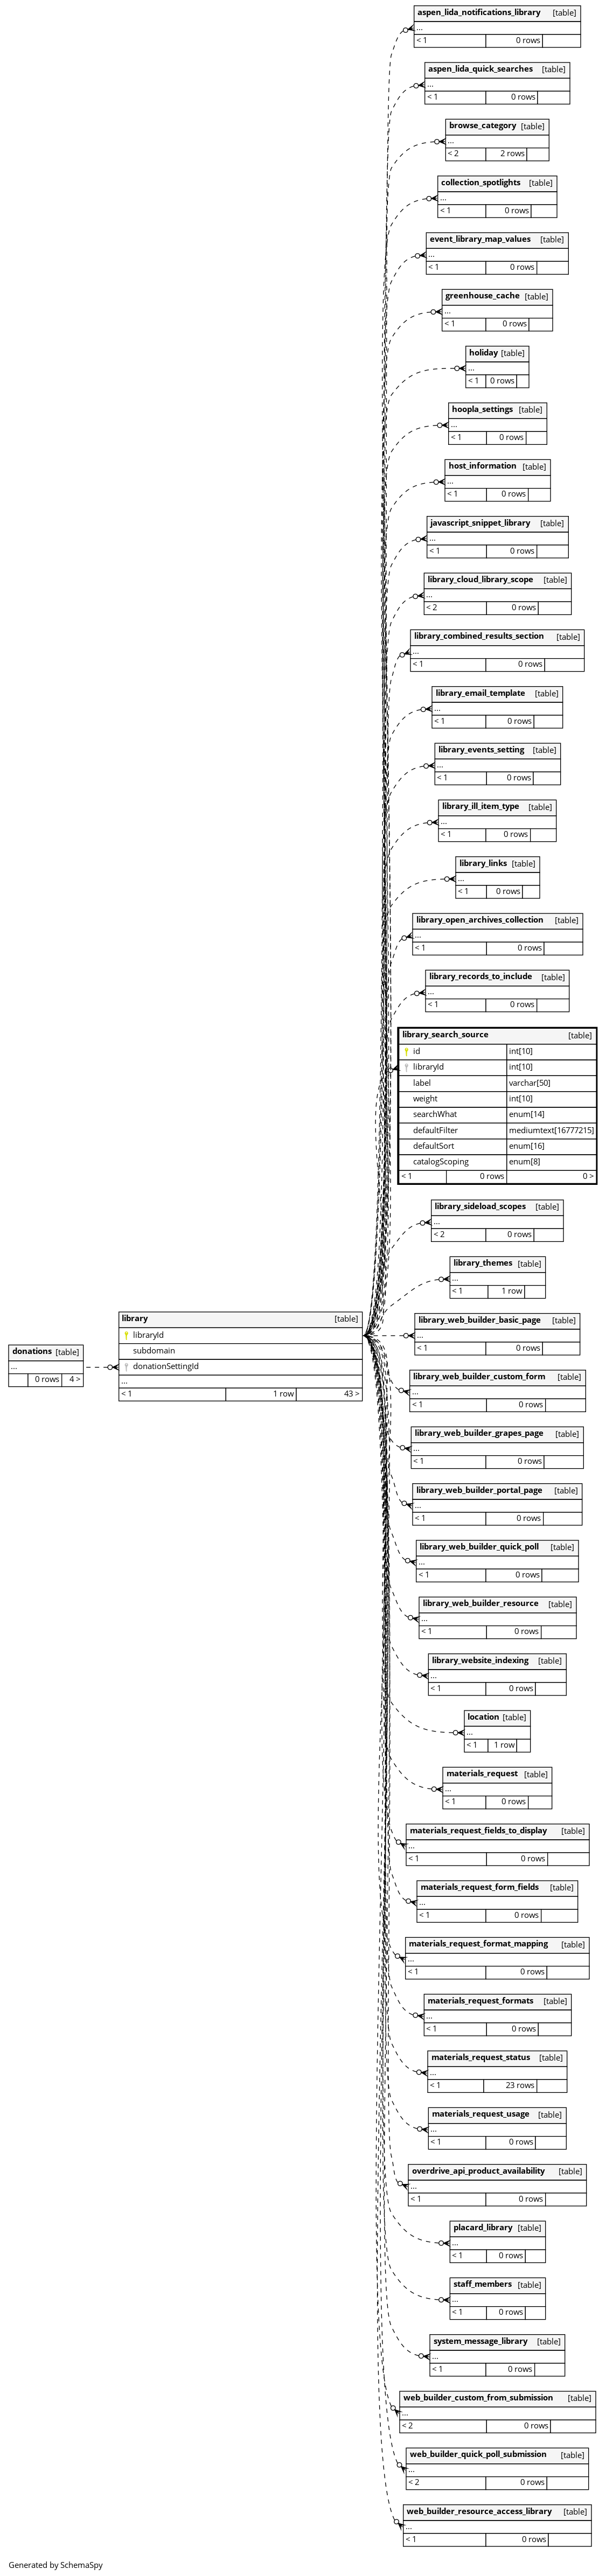 aspen_lida_notifications_library [table]
...
< 1 0 rows
aspen_lida_quick_searches [table]
...
< 1 0 rows
browse_category [table]
...
< 2 2 rows
collection_spotlights [table]
...
< 1 0 rows
event_library_map_values [table]
...
< 1 0 rows
greenhouse_cache [table]
...
< 1 0 rows
holiday [table]
...
< 1 0 rows
hoopla_settings [table]
...
< 1 0 rows
host_information [table]
...
< 1 0 rows
javascript_snippet_library [table]
...
< 1 0 rows
library_cloud_library_scope [table]
...
< 2 0 rows
library_combined_results_section [table]
...
< 1 0 rows
library_email_template [table]
...
< 1 0 rows
library_events_setting [table]
...
< 1 0 rows
library_ill_item_type [table]
...
< 1 0 rows
library_links [table]
...
< 1 0 rows
library_open_archives_collection [table]
...
< 1 0 rows
library_records_to_include [table]
...
< 1 0 rows
library_search_source [table]
id int[10]
libraryId int[10]
label varchar[50]
weight int[10]
searchWhat enum[14]
defaultFilter mediumtext[16777215]
defaultSort enum[16]
catalogScoping enum[8]
< 1 0 rows 0 >
library_sideload_scopes [table]
...
< 2 0 rows
library_themes [table]
...
< 1 1 row
library [table]
libraryId
subdomain
donationSettingId
...
< 1 1 row 43 >
donations [table]
...
0 rows 4 >
library_web_builder_basic_page [table]
...
< 1 0 rows
library_web_builder_custom_form [table]
...
< 1 0 rows
library_web_builder_grapes_page [table]
...
< 1 0 rows
library_web_builder_portal_page [table]
...
< 1 0 rows
library_web_builder_quick_poll [table]
...
< 1 0 rows
library_web_builder_resource [table]
...
< 1 0 rows
library_website_indexing [table]
...
< 1 0 rows
location [table]
...
< 1 1 row
materials_request [table]
...
< 1 0 rows
materials_request_fields_to_display [table]
...
< 1 0 rows
materials_request_form_fields [table]
...
< 1 0 rows
materials_request_format_mapping [table]
...
< 1 0 rows
materials_request_formats [table]
...
< 1 0 rows
materials_request_status [table]
...
< 1 23 rows
materials_request_usage [table]
...
< 1 0 rows
overdrive_api_product_availability [table]
...
< 1 0 rows
placard_library [table]
...
< 1 0 rows
staff_members [table]
...
< 1 0 rows
system_message_library [table]
...
< 1 0 rows
web_builder_custom_from_submission [table]
...
< 2 0 rows
web_builder_quick_poll_submission [table]
...
< 2 0 rows
web_builder_resource_access_library [table]
...
< 1 0 rows
Generated by SchemaSpy